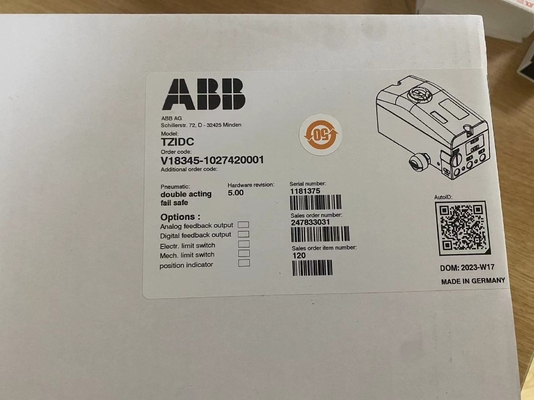 ABB
ABB AG
Schillerstr. 72, D - 32425 Minden
Model:
TZIDC
Order code:
V18345-1027420001
Additional order code:
Pneumatic:
double acting
fail safe
Hardware revision:
5.00
Options :
Analog feedback output
Digital feedback output
Electr. limit switch
Mech. limit switch
position indicator
50
Serial number:
1181375
Sales order number:
247833031
Sales order item number:
120
AutoID:
DOM: 2023-W17
MADE IN GERMANY